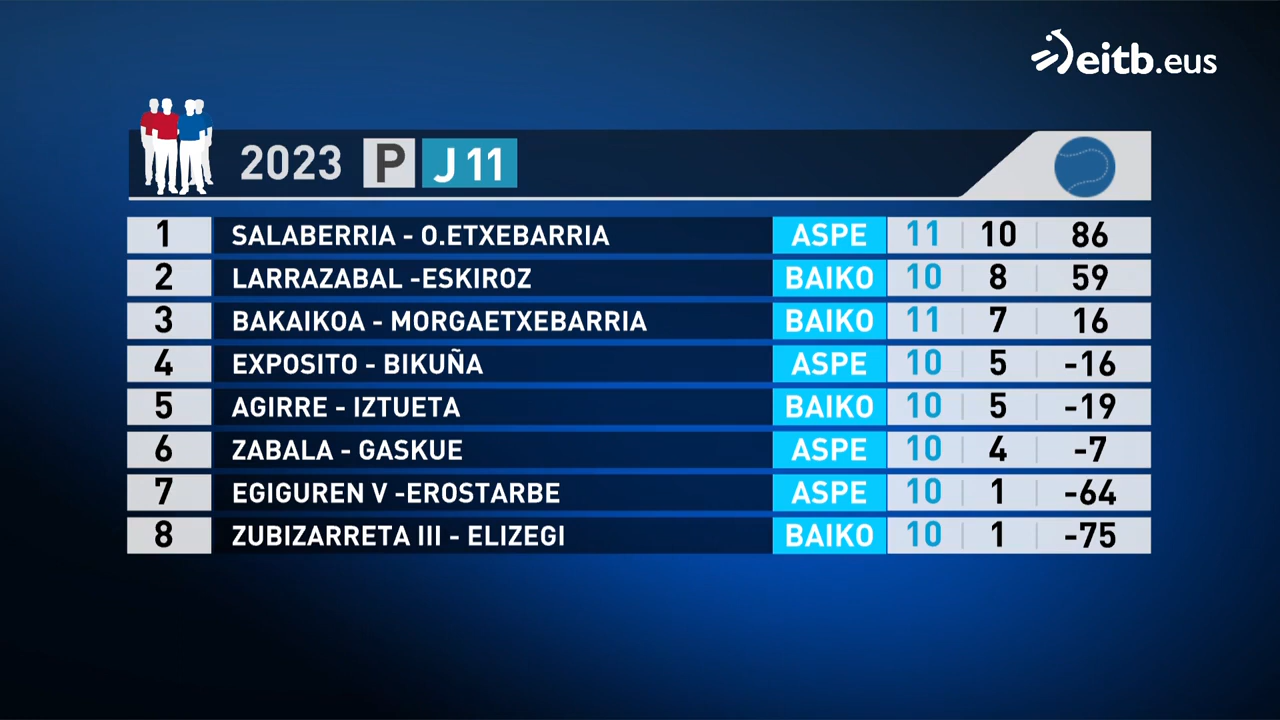 eitb.eus
2023 P J 11
1 SALABERRIA - O.ETXEBARRIA ASPE 11 10 86
2 LARRAZABAL -ESKIROZ BAIKO 10 8 59
3 BAKAIKOA - MORGAETXEBARRIA BAIKO 11 7 16
4 EXPOSITO - BIKUÑA ASPE 10 5 -16
5 AGIRRE - IZTUETA BAIKO 10 5 -19
6 ZABALA - GASKUE ASPE 10 4 -7
7 EGIGUREN V -EROSTARBE ASPE 10 1 -64
8 ZUBIZARRETA III - ELIZEGI BAIKO 10 1 -75